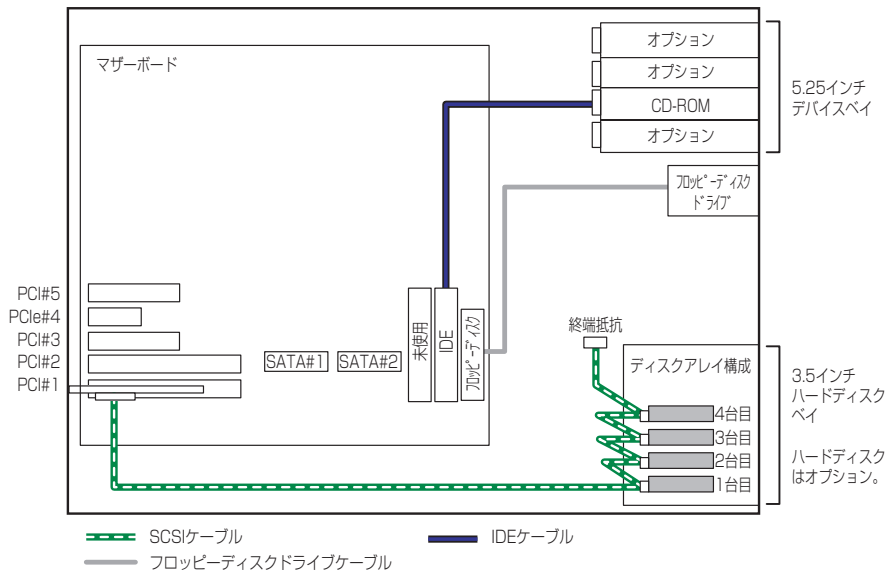 マザーボード
オプション
オプション
CD-ROM
オプション
5.25インチ
デバイスベイ
フロッピーディスク
ドライブ
PCI#5
PCIe#4
PCI#3
PCI#2
PCI#1
SATA#1
SATA#2
未使用
IDE
フロッピーディスク
終端抵抗
ディスクアレイ構成
4台目
3台目
2台目
1台目
3.5インチ
ハードディスク
ベイ
ハードディスク
はオプション。
SCSIケーブル
IDEケーブル
フロッピーディスクドライブケーブル